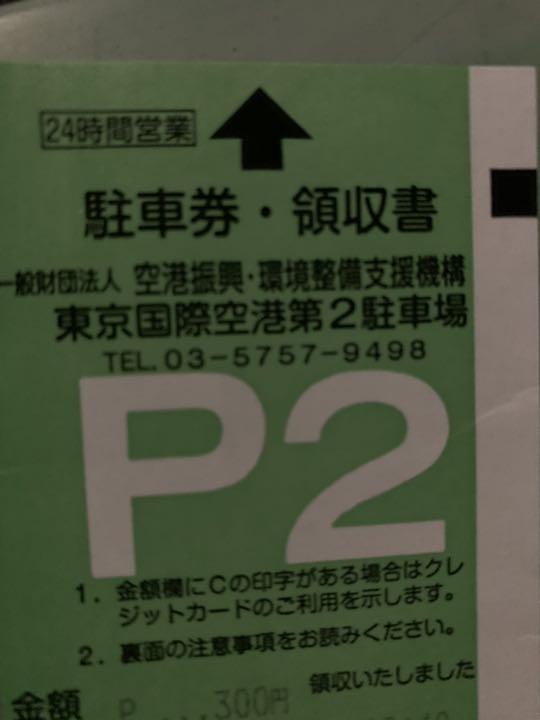 24時間営業
駐車券・領収書
一般財団法人 空港振興・環境整備支援機構
東京国際空港第2駐車場
TEL.03-5757-9498
P2
1. 金額欄にCの印字がある場合はクレ
ジットカードのご利用を示します。
2. 裏面の注意事項をお読みください。
領収いたしました
金額 P ,300円